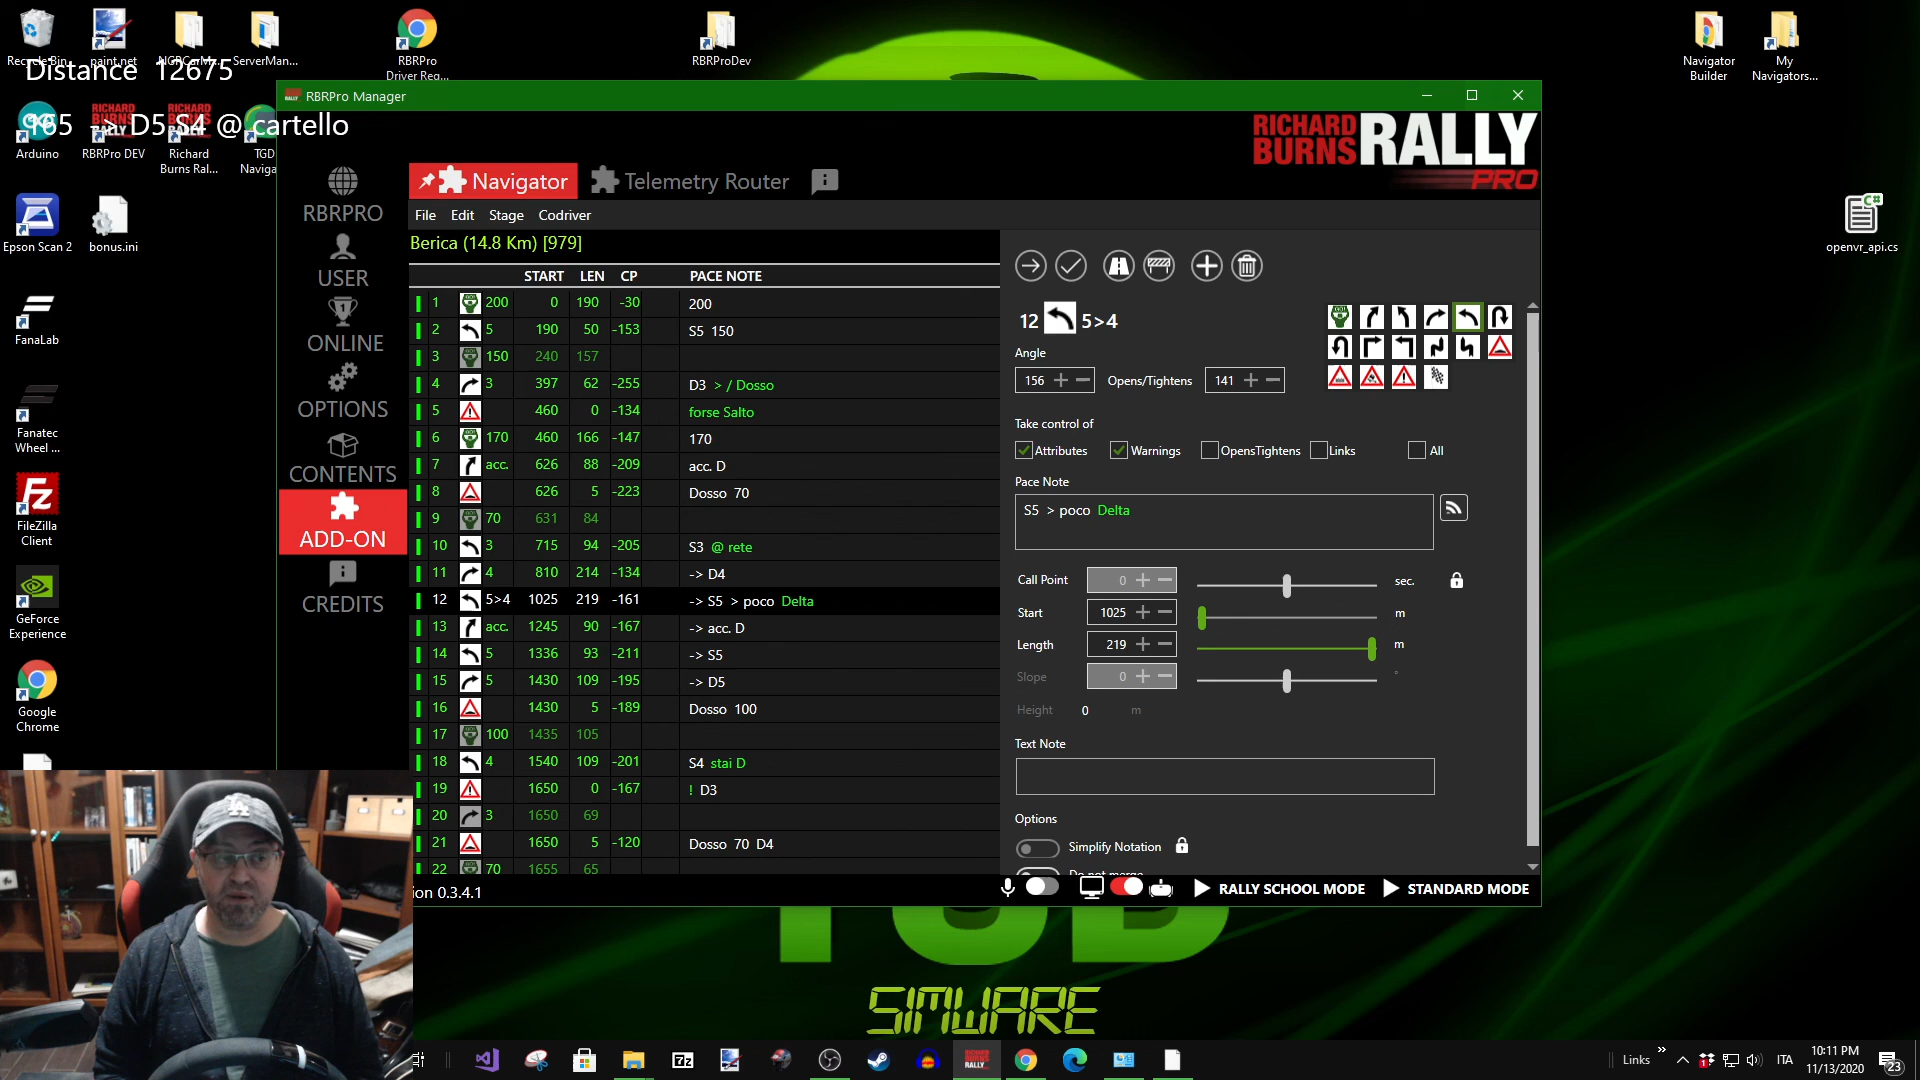 Recycle Bin
paint.net
ServerMan...
RBRPro
Driver Reg...
RBRProDev
Navigator
Builder
My
Navigators...
Distance 12675
165 > D5 S4 @ cartello
Arduino
RBRPro DEV
Richard
Burns Ral...
TGD
Naviga
Epson Scan 2
bonus.ini
FanaLab
Fanatec
Wheel ...
FileZilla
Client
GeForce
Experience
Google
Chrome
openvr_api.cs
RBRPro Manager
RICHARD BURNS RALLY PRO
RBRPRO
USER
ONLINE
OPTIONS
CONTENTS
ADD-ON
CREDITS
Navigator Telemetry Router
File Edit Stage Codriver
Berica (14.8 Km) [979]
START LEN CP PACE NOTE
1 200 0 190 -30 200
2 5 190 50 -153 S5 150
3 150 240 157
4 3 397 62 -255 D3 > / Dosso
5 460 0 -134 forse Salto
6 170 460 166 -147 170
7 acc. 626 88 -209 acc. D
8 626 5 -223 Dosso 70
9 70 631 84
10 3 715 94 -205 S3 @ rete
11 4 810 214 -134 -> D4
12 5>4 1025 219 -161 -> S5 > poco Delta
13 acc. 1245 90 -167 -> acc. D
14 5 1336 93 -211 -> S5
15 5 1430 109 -195 -> D5
16 1430 5 -189 Dosso 100
17 100 1435 105
18 4 1540 109 -201 S4 stai D
19 1650 0 -167 ! D3
20 3 1650 69
21 1650 5 -120 Dosso 70 D4
22 70 1655 65
12 5>4
Angle
156 + − Opens/Tightens 141 + −
Take control of
Attributes Warnings OpensTightens Links All
Pace Note
S5 > poco Delta
Call Point 0 + − sec.
Start 1025 + − m
Length 219 + − m
Slope 0 + − °
Height 0 m
Text Note
Options
Simplify Notation
Do not merge
ion 0.3.4.1
RALLY SCHOOL MODE STANDARD MODE
SIMWARE
Links » ITA
10:11 PM
11/13/2020
23